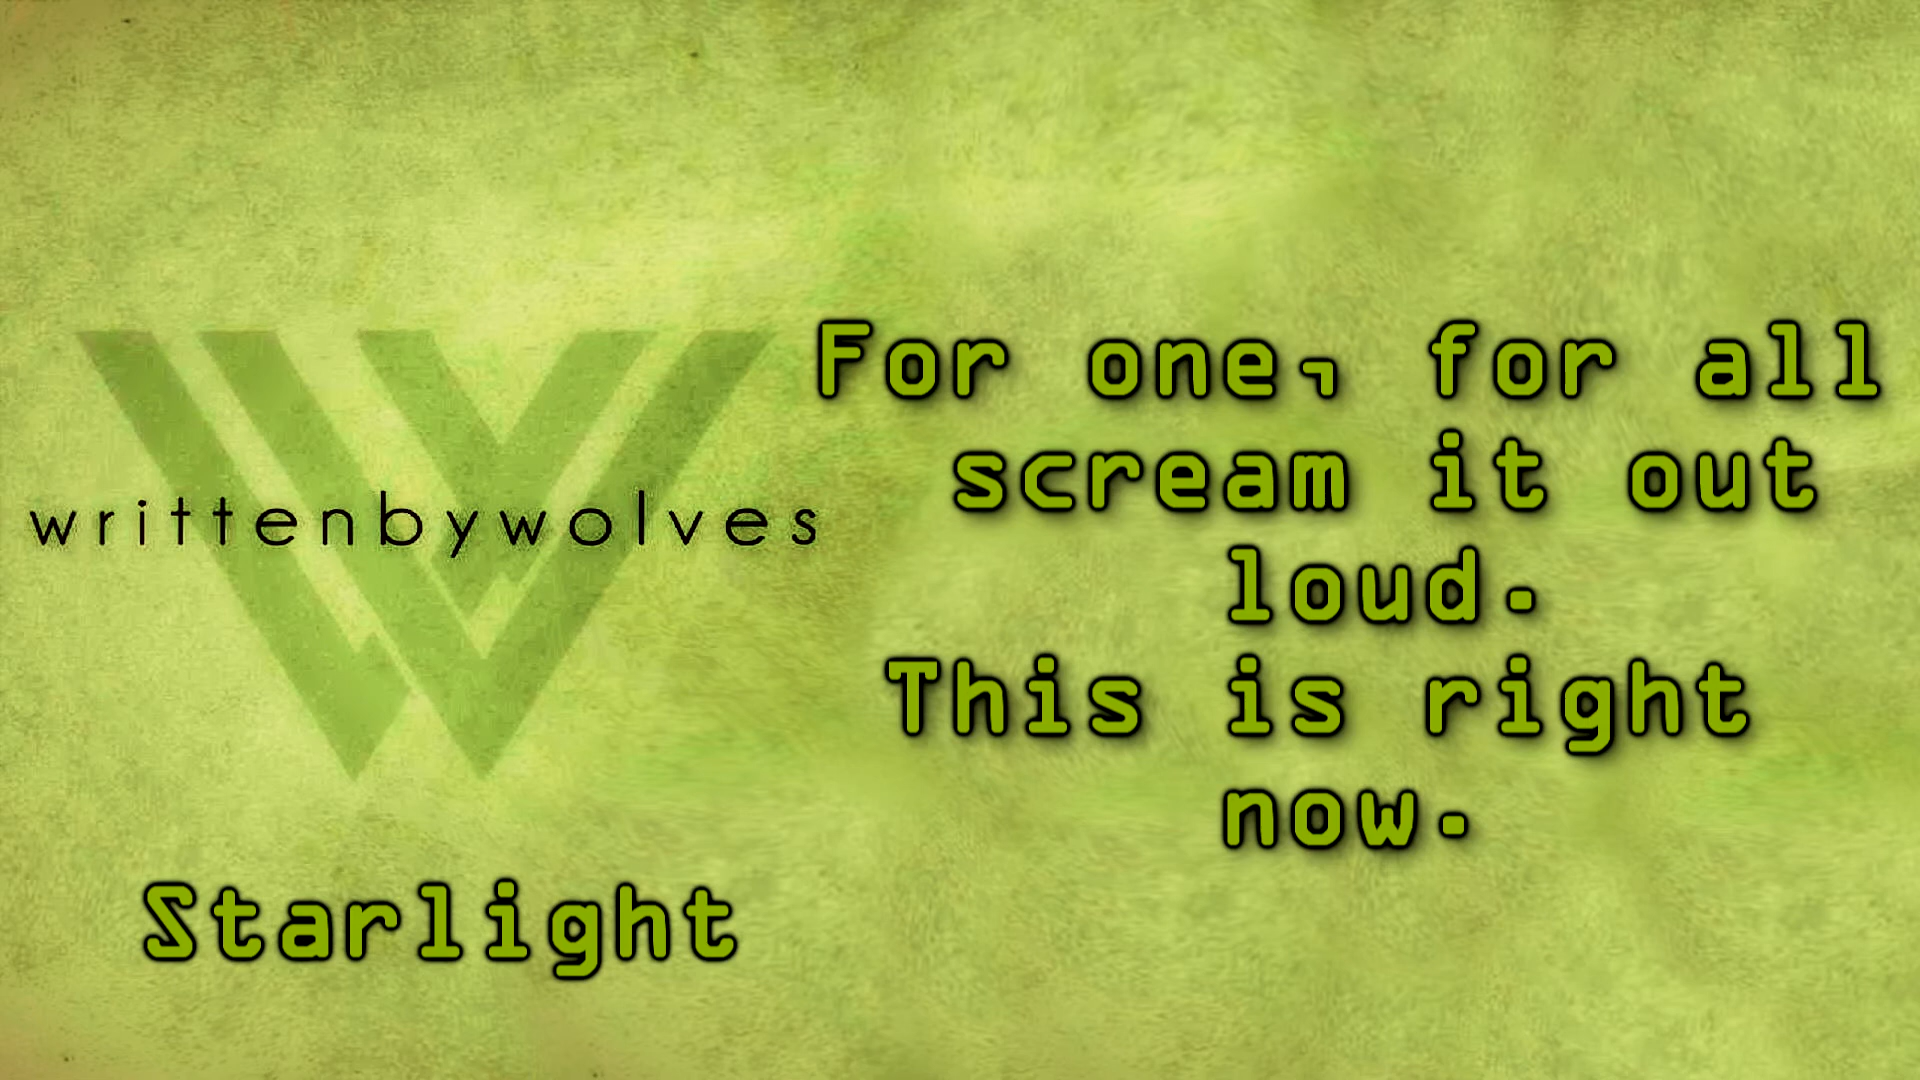 writtenbywolves
Starlight
For one, for all
scream it out
loud.
This is right
now.